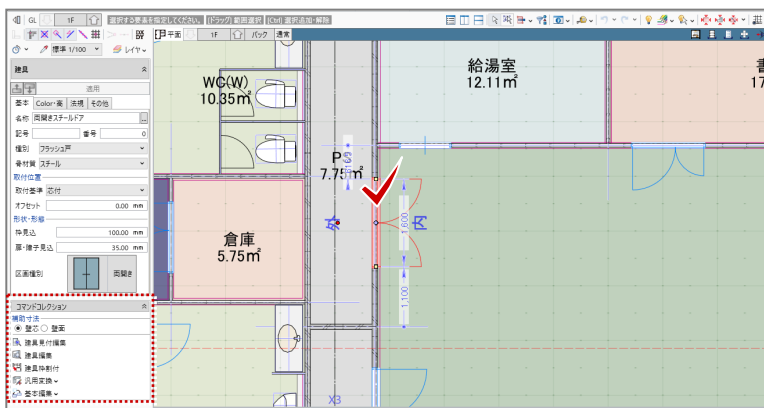 GL 1F 選択する要素を指定してください。 [ドラッグ] 範囲選択 [Ctrl] 選択追加・解除
標準 1/100 レイヤ
平面 1F バック 通常
建具
適用
基本 Color・高 法規 その他
名称 両開きスチールドア ...
記号 番号 0
種別 フラッシュ戸
骨材質 スチール
取付位置
取付基準 芯付
オフセット 0.00 mm
形状・形態
枠見込 100.00 mm
扉・障子見込 35.00 mm
区画種別 両開き
コマンドコレクション
補助寸法
壁芯 壁面
建具見付編集
建具編集
建具枠割付
汎用変換
基本編集
WC(W)
10.35㎡
給湯室
12.11㎡
書
17
P
7.75㎡
外
内
1,600
1,100
倉庫
5.75㎡
X3